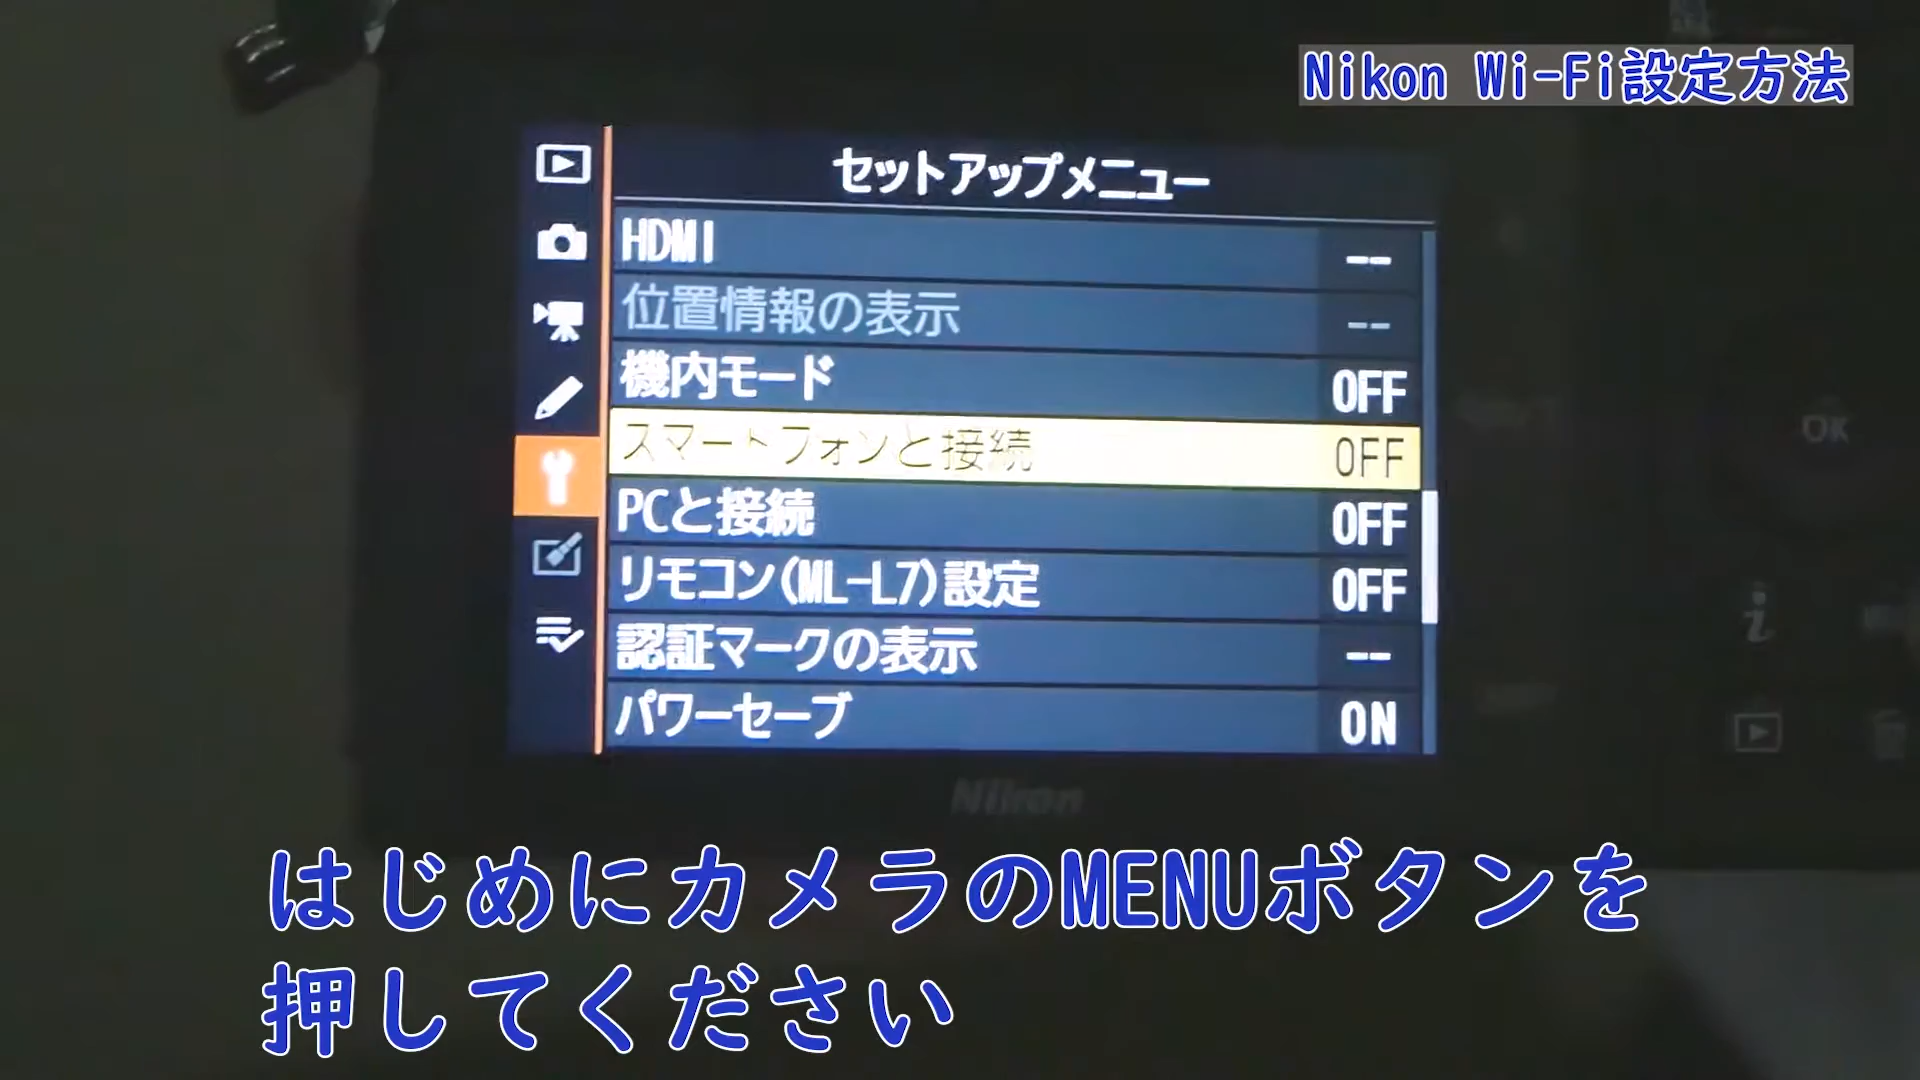 Nikon Wi-Fi設定方法
セットアップメニュー
HDMI --
位置情報の表示 --
機内モード OFF
スマートフォンと接続 OFF
PCと接続 OFF
リモコン(ML-L7)設定 OFF
認証マークの表示 --
パワーセーブ ON
OK
i
Nikon
はじめにカメラのMENUボタンを
押してください